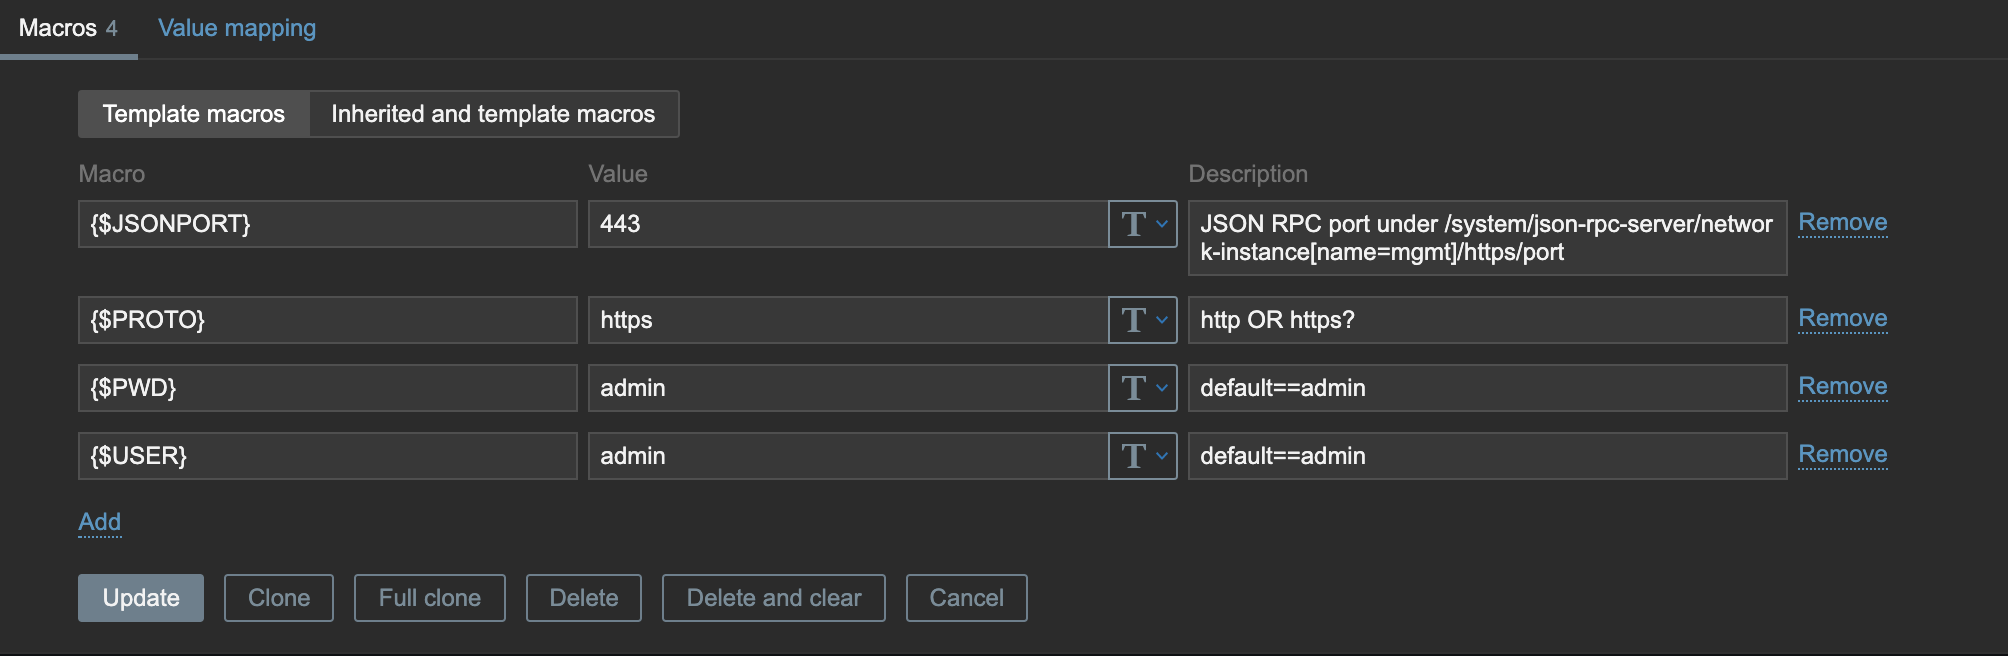 Macros 4 Value mapping
Template macros Inherited and template macros
Macro Value Description
{$JSONPORT} 443 T JSON RPC port under /system/json-rpc-server/networ Remove
k-instance[name=mgmt]/https/port
{$PROTO} https T http OR https? Remove
{$PWD} admin T default==admin Remove
{$USER} admin T default==admin Remove
Add
Update Clone Full clone Delete Delete and clear Cancel